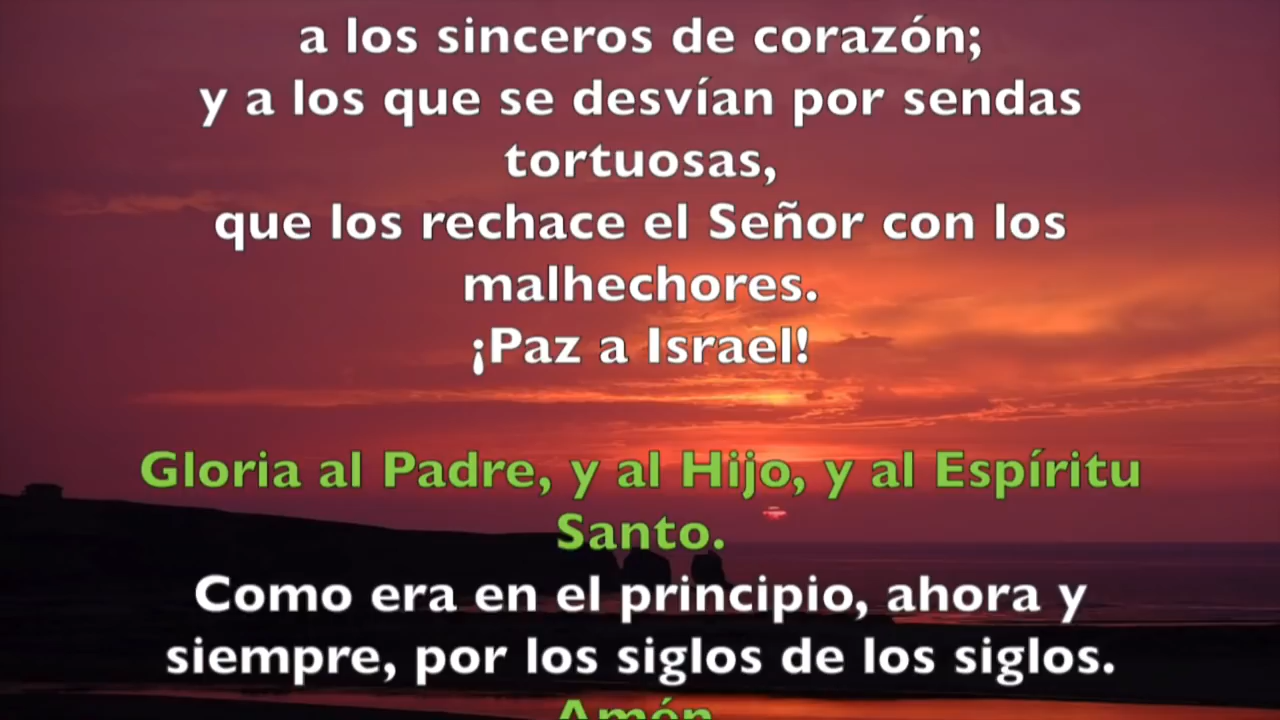 a los sinceros de corazón;
y a los que se desvían por sendas
tortuosas,
que los rechace el Señor con los
malhechores.
¡Paz a Israel!
Gloria al Padre, y al Hijo, y al Espíritu
Santo.
Como era en el principio, ahora y
siempre, por los siglos de los siglos.
Amén